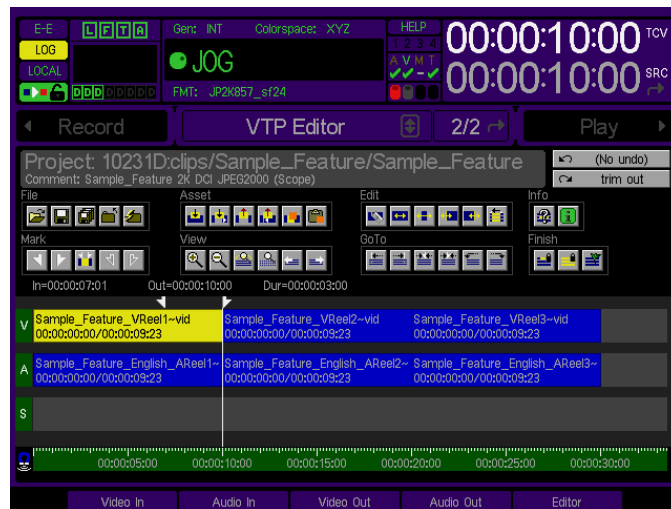 E-E
LOG
LOCAL
L F T A
D D D D D D D D
Gen: INT Colorspace: XYZ
JOG
FMT: JP2K857_sf24
HELP
1 2 3 4
A V M T
00:00:10:00 TCV
00:00:10:00 SRC
Record
VTP Editor
2/2
Play
Project: 10231D:clips/Sample_Feature/Sample_Feature
Comment: Sample_Feature 2K DCI JPEG2000 (Scope)
(No undo)
trim out
File
Asset
Edit
Info
Mark
View
GoTo
Finish
In=00:00:07:01 Out=00:00:10:00 Dur=00:00:03:00
V
Sample_Feature_VReel1~vid
00:00:00:00/00:00:09:23
Sample_Feature_VReel2~vid
00:00:00:00/00:00:09:23
Sample_Feature_VReel3~vid
00:00:00:00/00:00:09:23
A
Sample_Feature_English_AReel1~
00:00:00:00/00:00:09:23
Sample_Feature_English_AReel2~
00:00:00:00/00:00:09:23
Sample_Feature_English_AReel3~
00:00:00:00/00:00:09:23
S
00:00:05:00 00:00:10:00 00:00:15:00 00:00:20:00 00:00:25:00 00:00:30:00
Video In
Audio In
Video Out
Audio Out
Editor